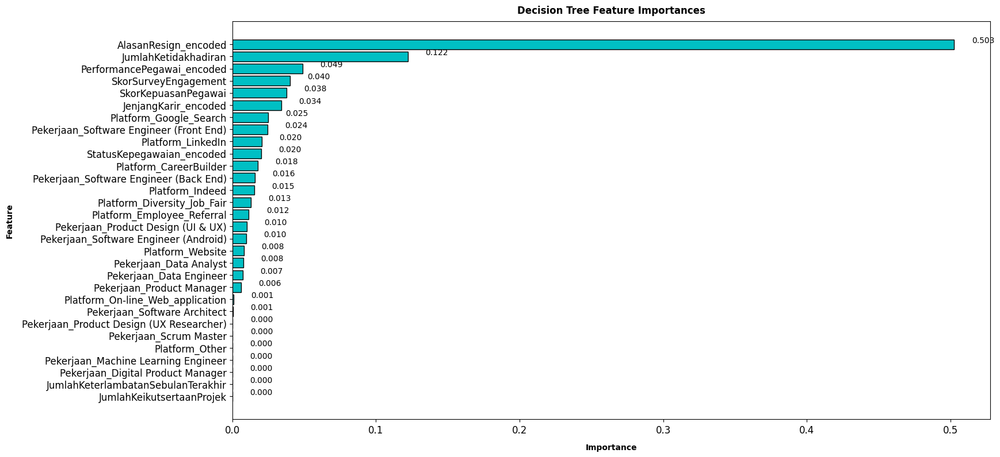 Decision Tree Feature Importances
AlasanResign_encoded 0.503
JumlahKetidakhadiran 0.122
PerformancePegawai_encoded 0.049
SkorSurveyEngagement 0.040
SkorKepuasanPegawai 0.038
JenjangKarir_encoded 0.034
Platform_Google_Search 0.025
Pekerjaan_Software Engineer (Front End) 0.024
Platform_LinkedIn 0.020
StatusKepegawaian_encoded 0.020
Platform_CareerBuilder 0.018
Pekerjaan_Software Engineer (Back End) 0.016
Platform_Indeed 0.015
Platform_Diversity_Job_Fair 0.013
Platform_Employee_Referral 0.012
Pekerjaan_Product Design (UI & UX) 0.010
Pekerjaan_Software Engineer (Android) 0.010
Platform_Website 0.008
Pekerjaan_Data Analyst 0.008
Pekerjaan_Data Engineer 0.007
Pekerjaan_Product Manager 0.006
Platform_On-line_Web_application 0.001
Pekerjaan_Software Architect 0.001
Pekerjaan_Product Design (UX Researcher) 0.000
Pekerjaan_Scrum Master 0.000
Platform_Other 0.000
Pekerjaan_Machine Learning Engineer 0.000
Pekerjaan_Digital Product Manager 0.000
JumlahKeterlambatanSebulanTerakhir 0.000
JumlahKeikutsertaanProjek 0.000
Feature
0.0 0.1 0.2 0.3 0.4 0.5
Importance